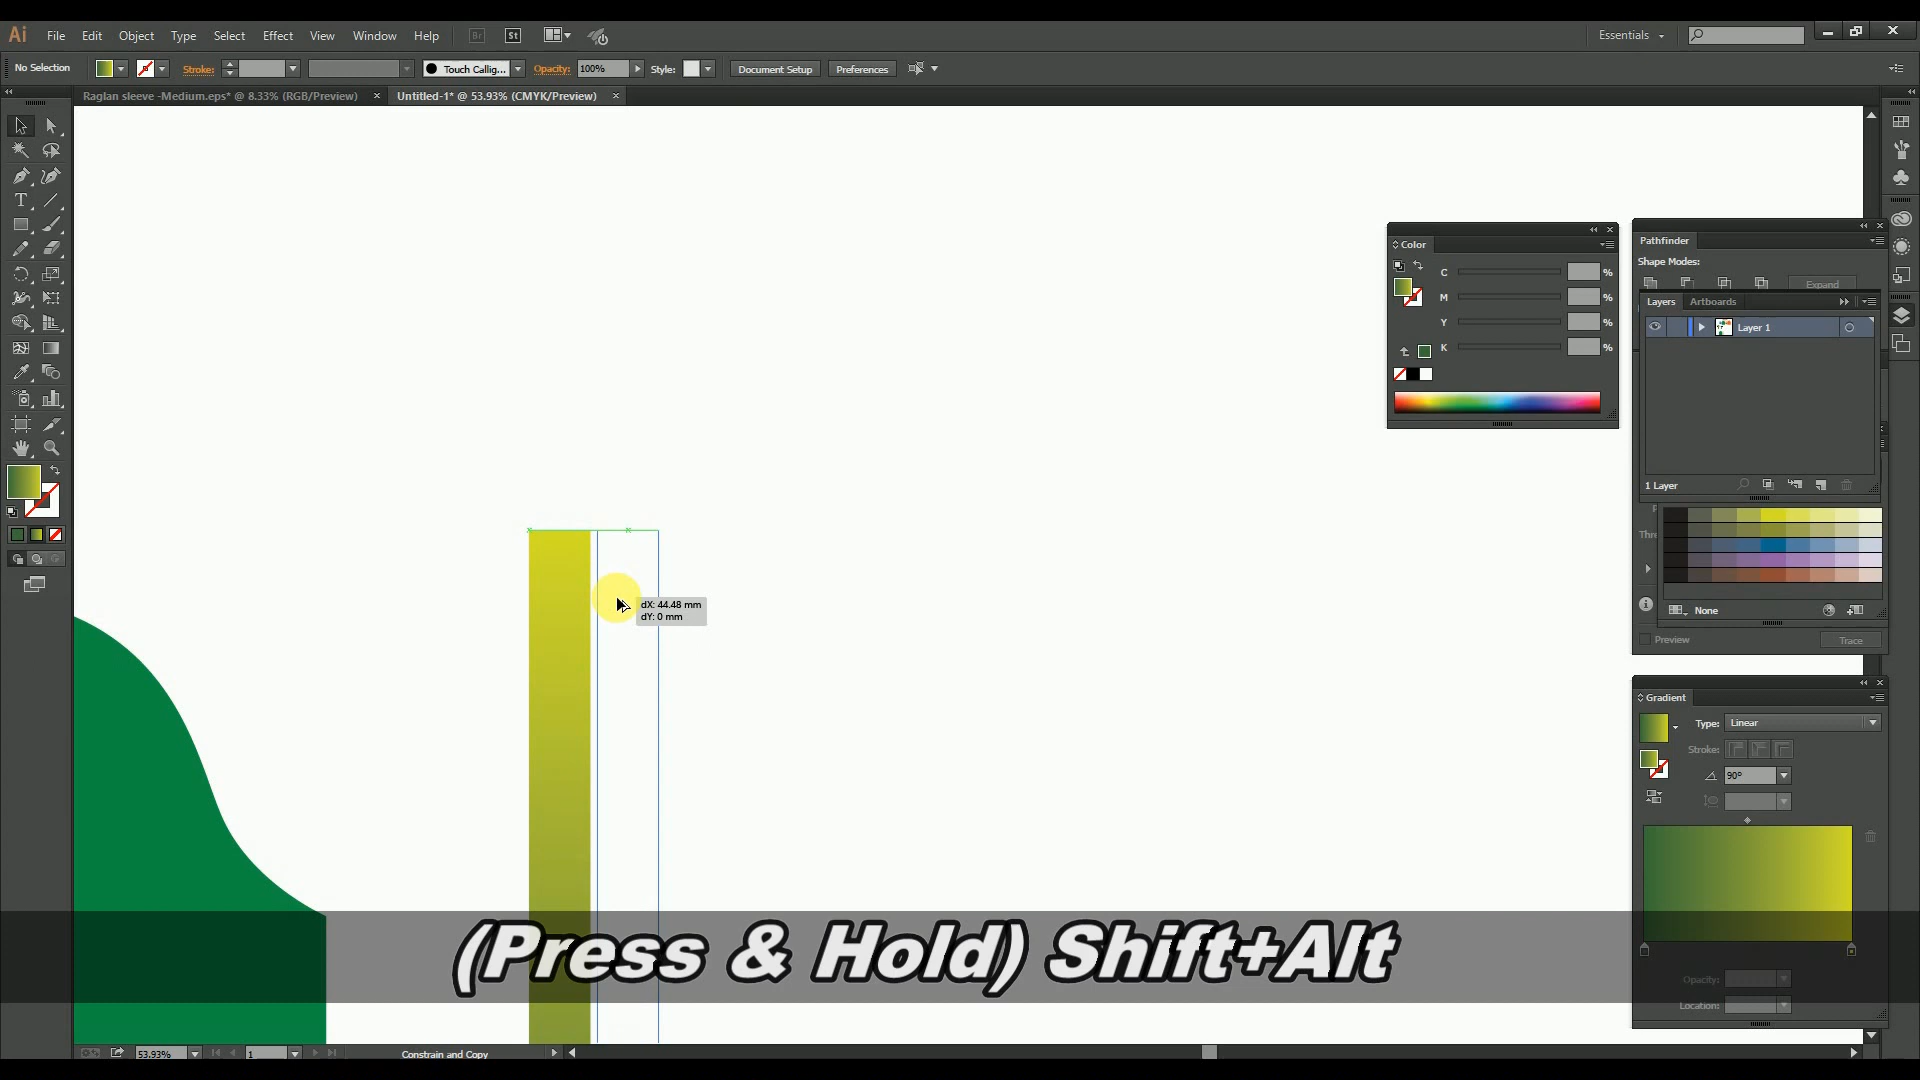 Ai File Edit Object Type Select Effect View Window Help Br St Essentials
No Selection Stroke: Touch Callig... Opacity: 100% Style: Document Setup Preferences
Raglan sleeve -Medium.eps* @ 8.33% (RGB/Preview) × Untitled-1* @ 53.93% (CMYK/Preview) ×
Color
C %
M %
Y %
K %
Pathfinder
Shape Modes:
Expand
Layers Artboards
Layer 1
1 Layer
None
Preview Trace
Gradient
Type: Linear
Stroke:
90°
Opacity:
Location:
dX: 44.48 mm
dY: 0 mm
(Press & Hold) Shift+Alt
53.93% 1 Constrain and Copy